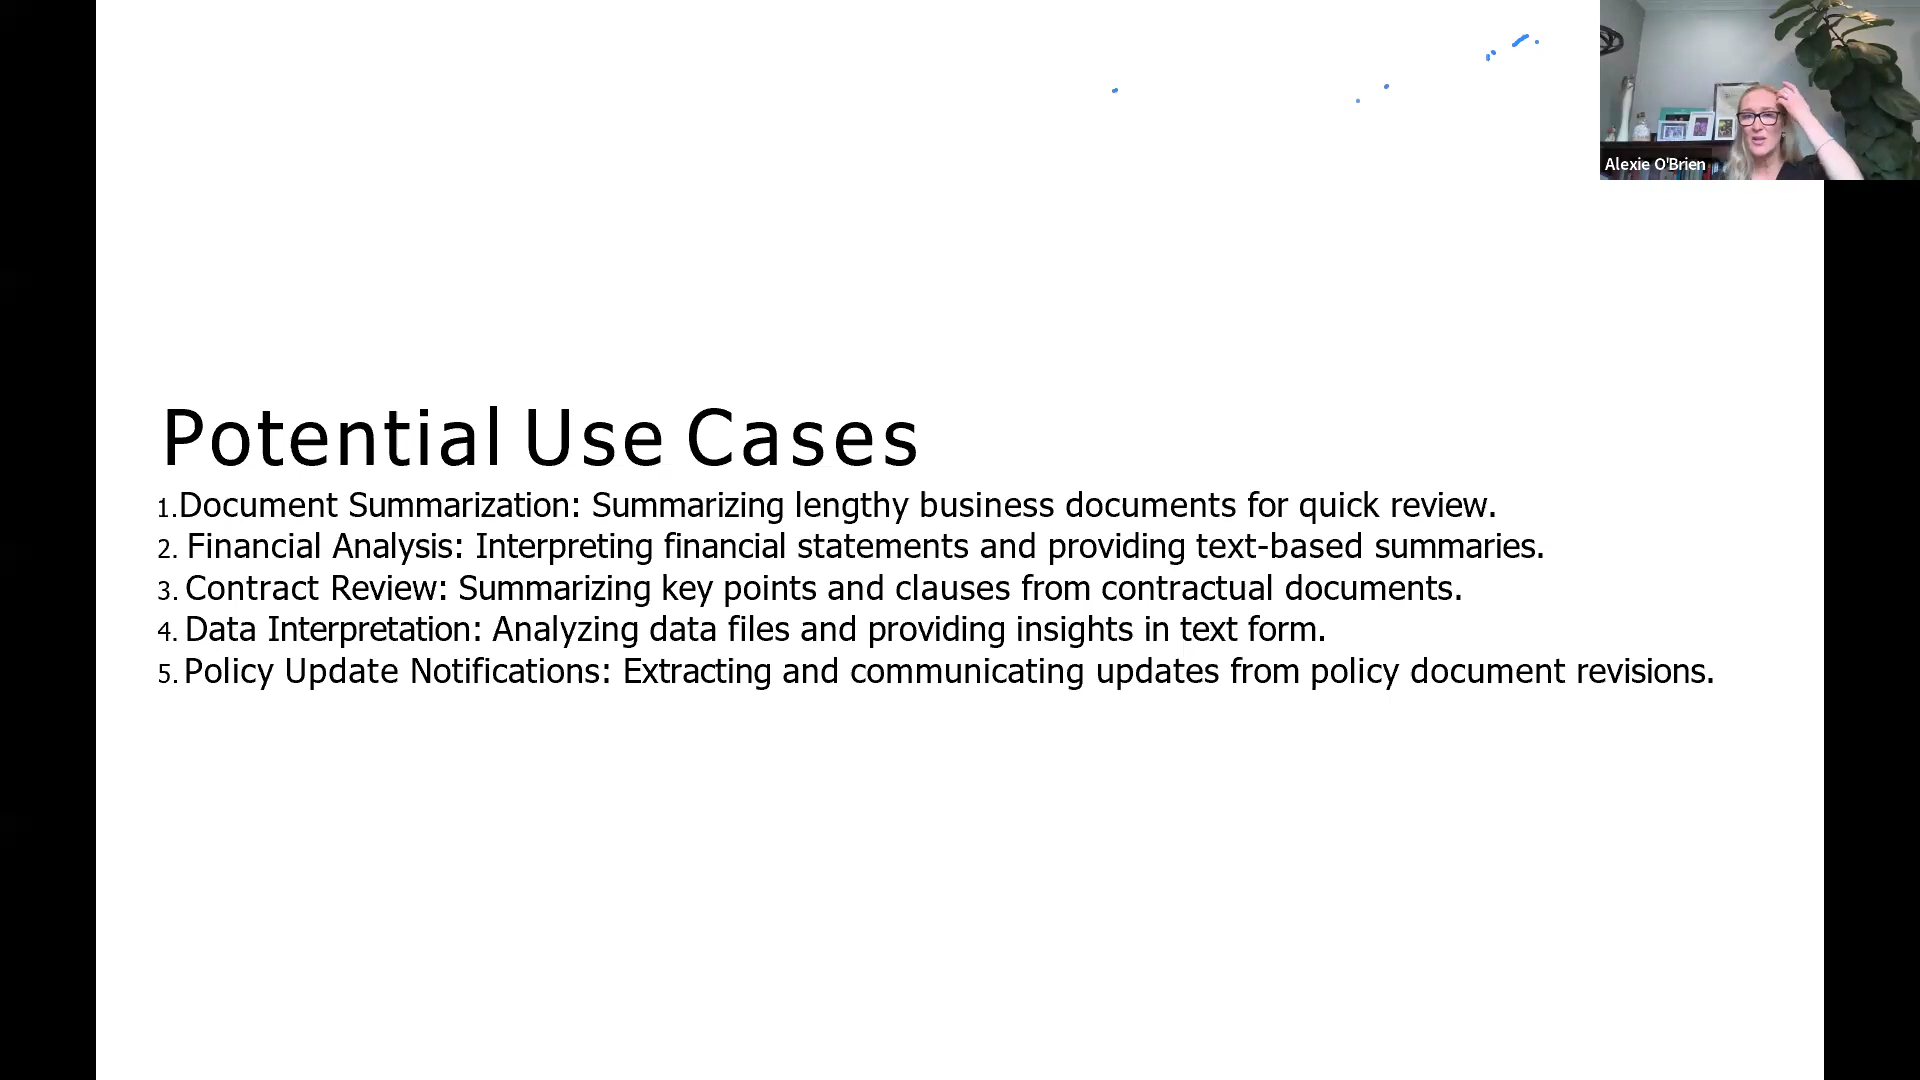 Alexie O'Brien
Potential Use Cases
1.Document Summarization: Summarizing lengthy business documents for quick review.
2. Financial Analysis: Interpreting financial statements and providing text-based summaries.
3. Contract Review: Summarizing key points and clauses from contractual documents.
4. Data Interpretation: Analyzing data files and providing insights in text form.
5. Policy Update Notifications: Extracting and communicating updates from policy document revisions.